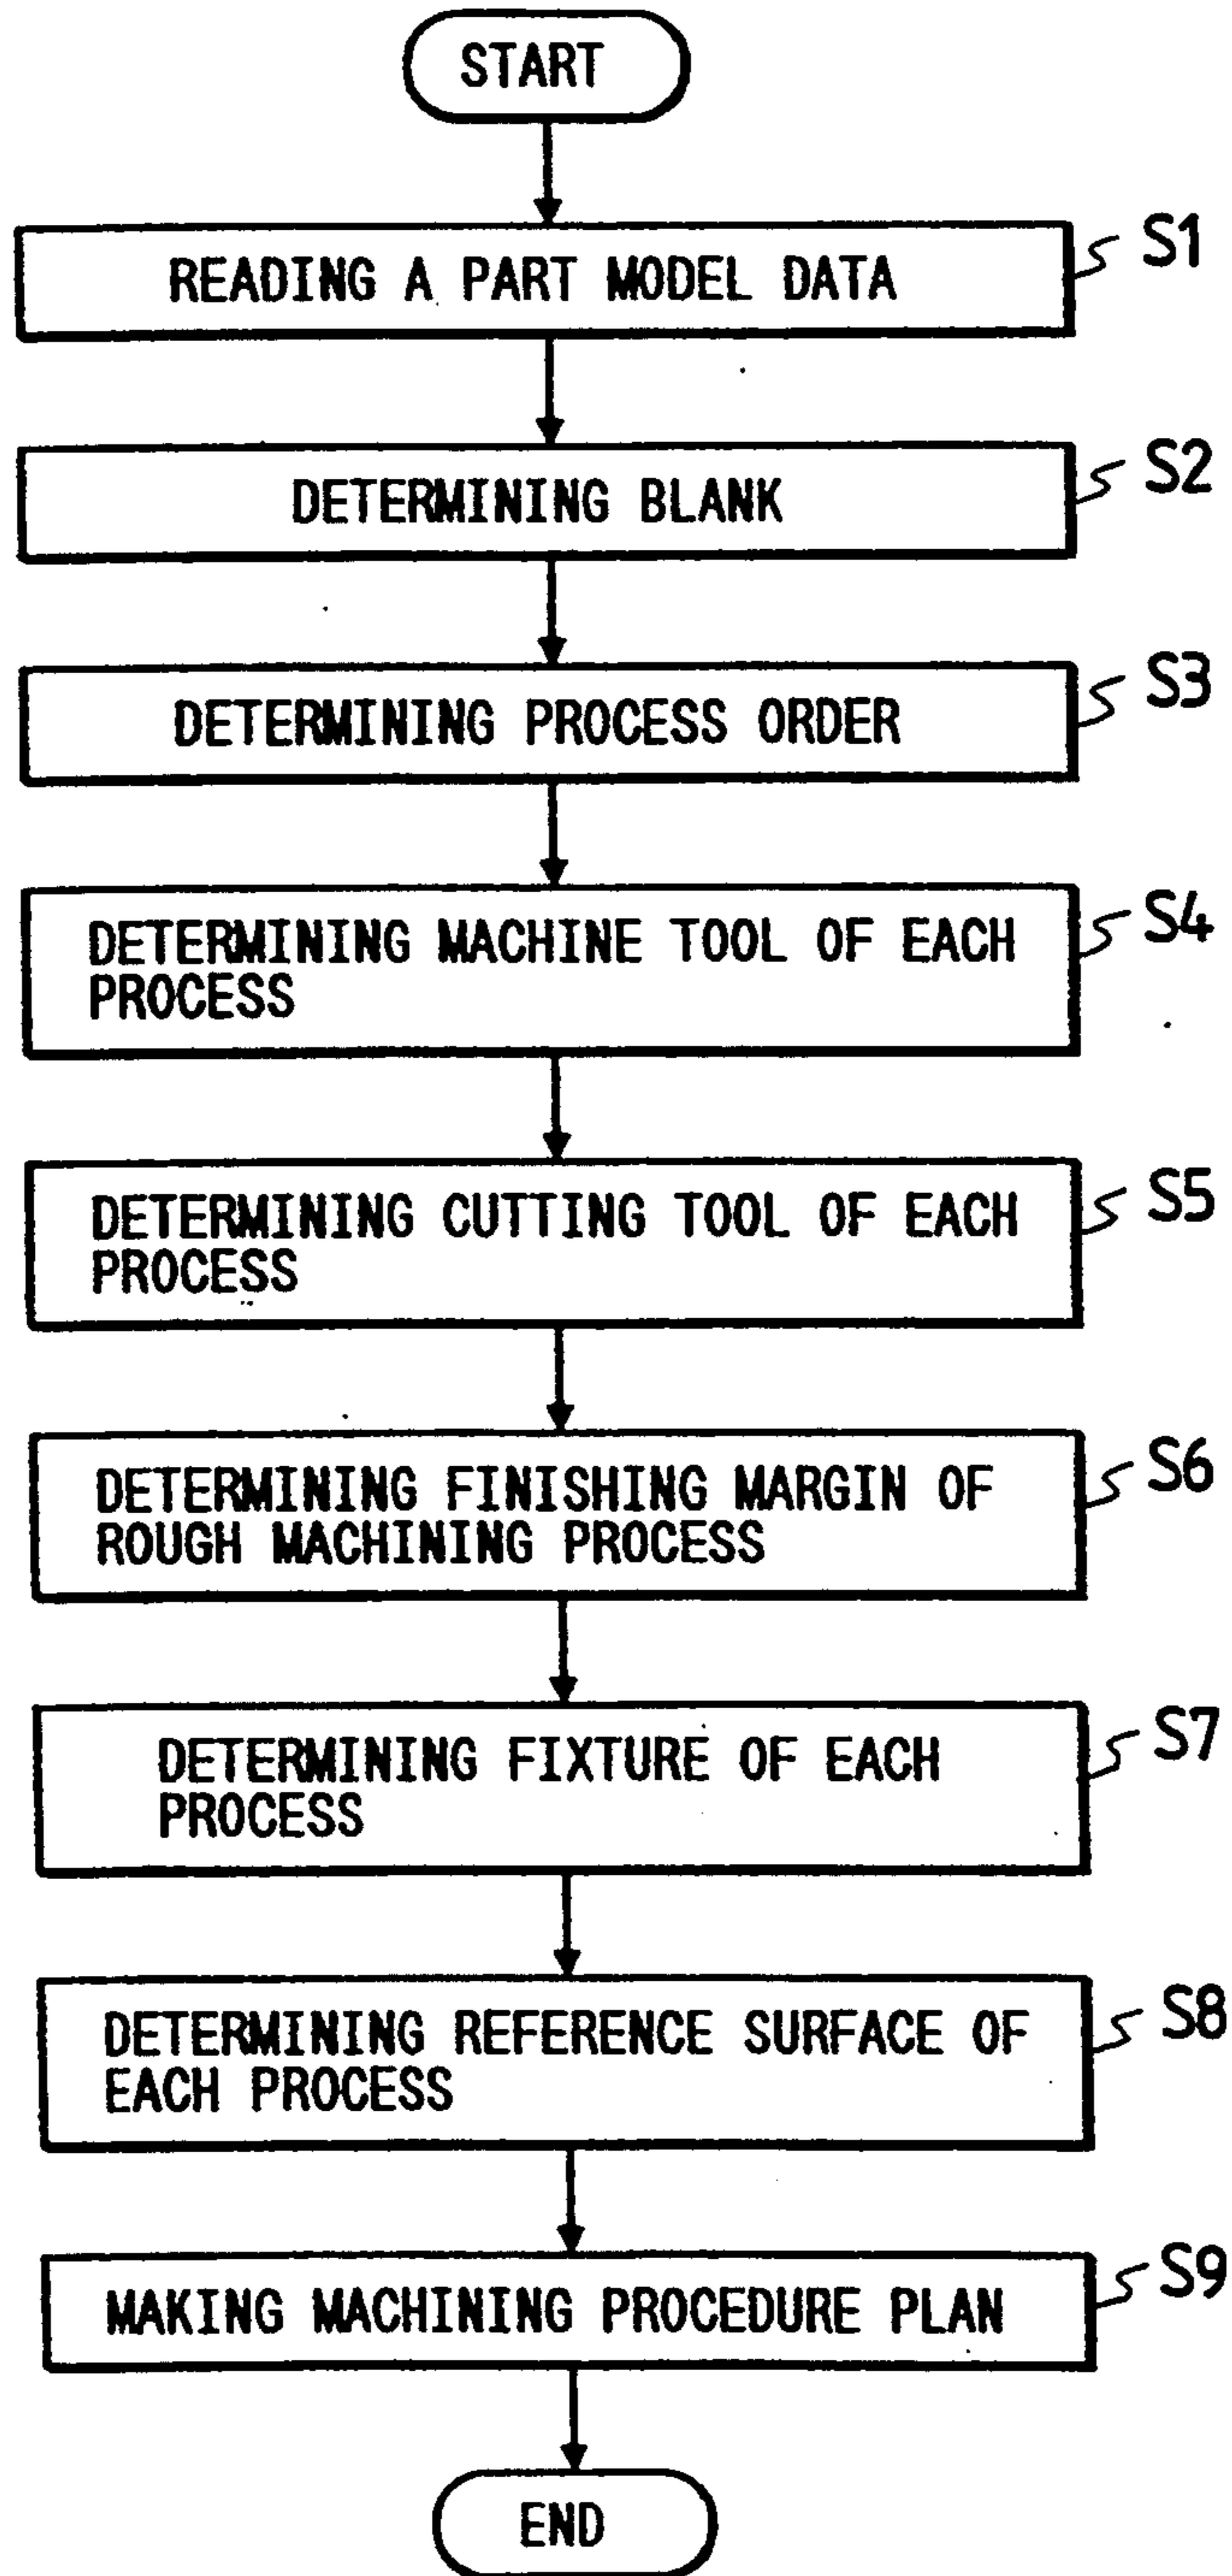 START
READING A PART MODEL DATA
S1
DETERMINING BLANK
S2
DETERMINING PROCESS ORDER
S3
DETERMINING MACHINE TOOL OF EACH
PROCESS
S4
DETERMINING CUTTING TOOL OF EACH
PROCESS
S5
DETERMINING FINISHING MARGIN OF
ROUGH MACHINING PROCESS
S6
DETERMINING FIXTURE OF EACH
PROCESS
S7
DETERMINING REFERENCE SURFACE OF
EACH PROCESS
S8
MAKING MACHINING PROCEDURE PLAN
S9
END